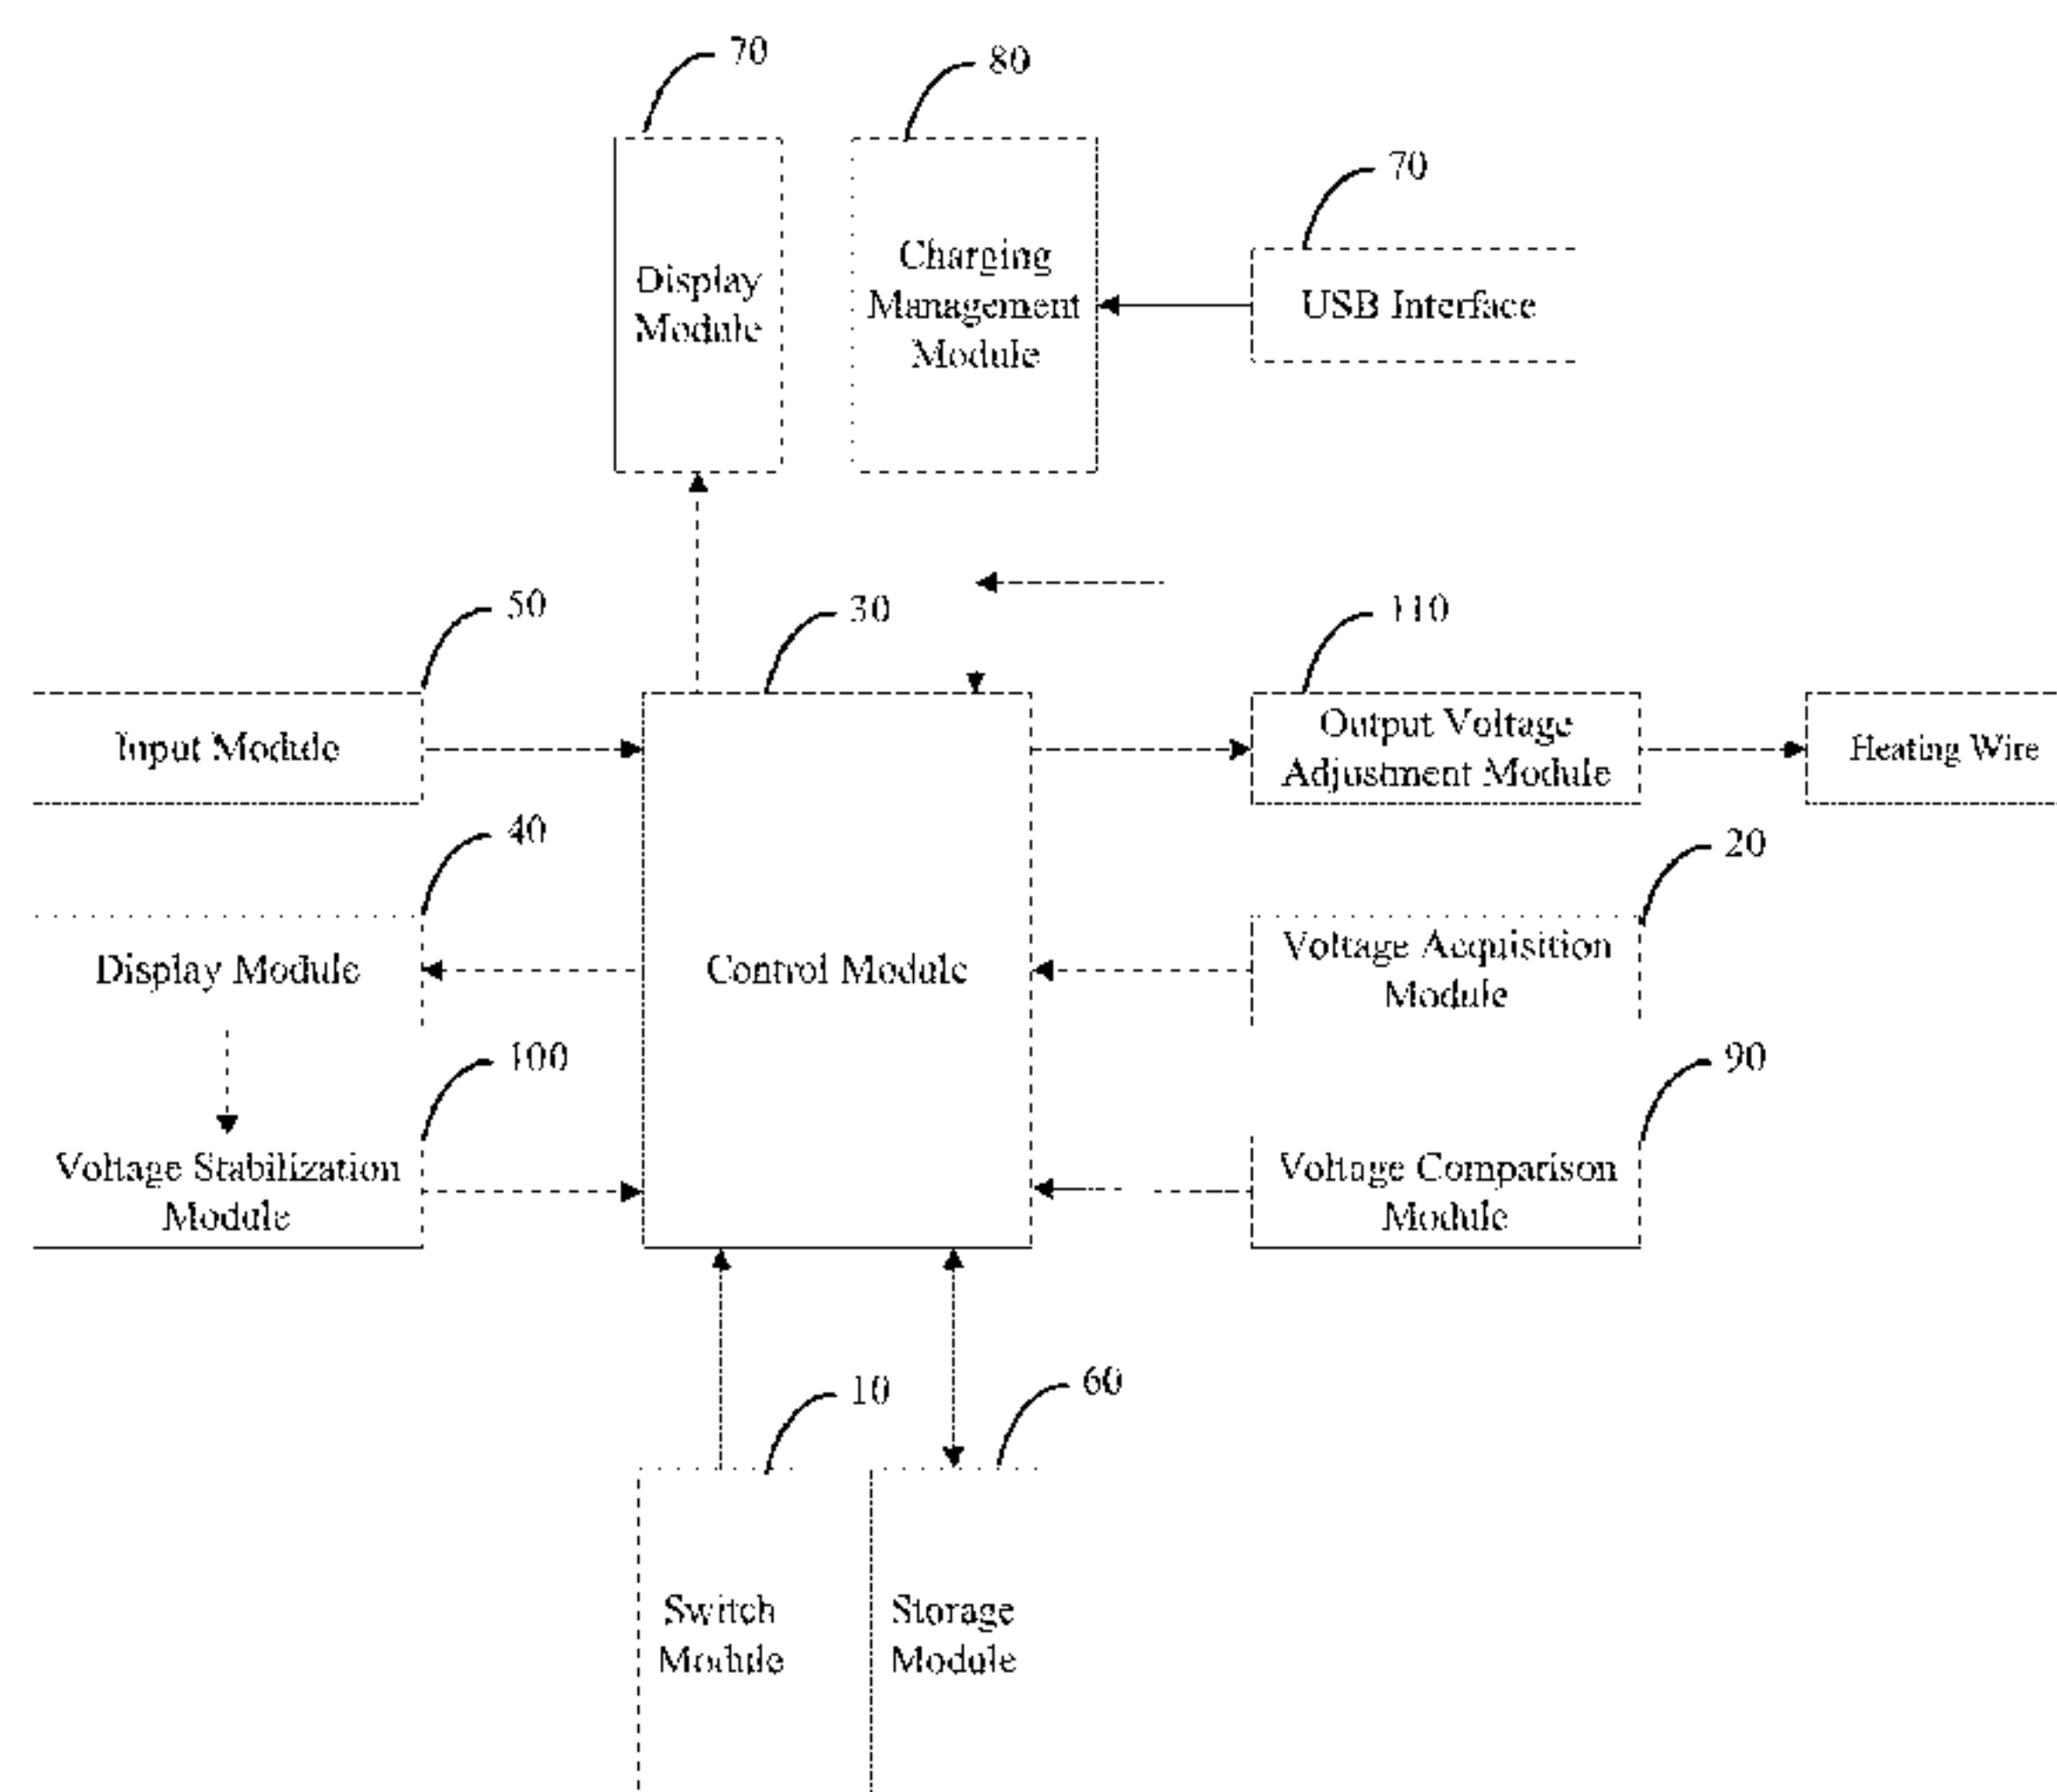 70
80
70
Display
Module
Charging
Management
Module
USB Interface
50
30
110
Input Module
Output Voltage
Adjustment Module
Heating Wire
40
20
Display Module
Control Module
Voltage Acquisition
Module
100
90
Voltage Stabilization
Module
Voltage Comparison
Module
10
60
Switch
Module
Storage
Module